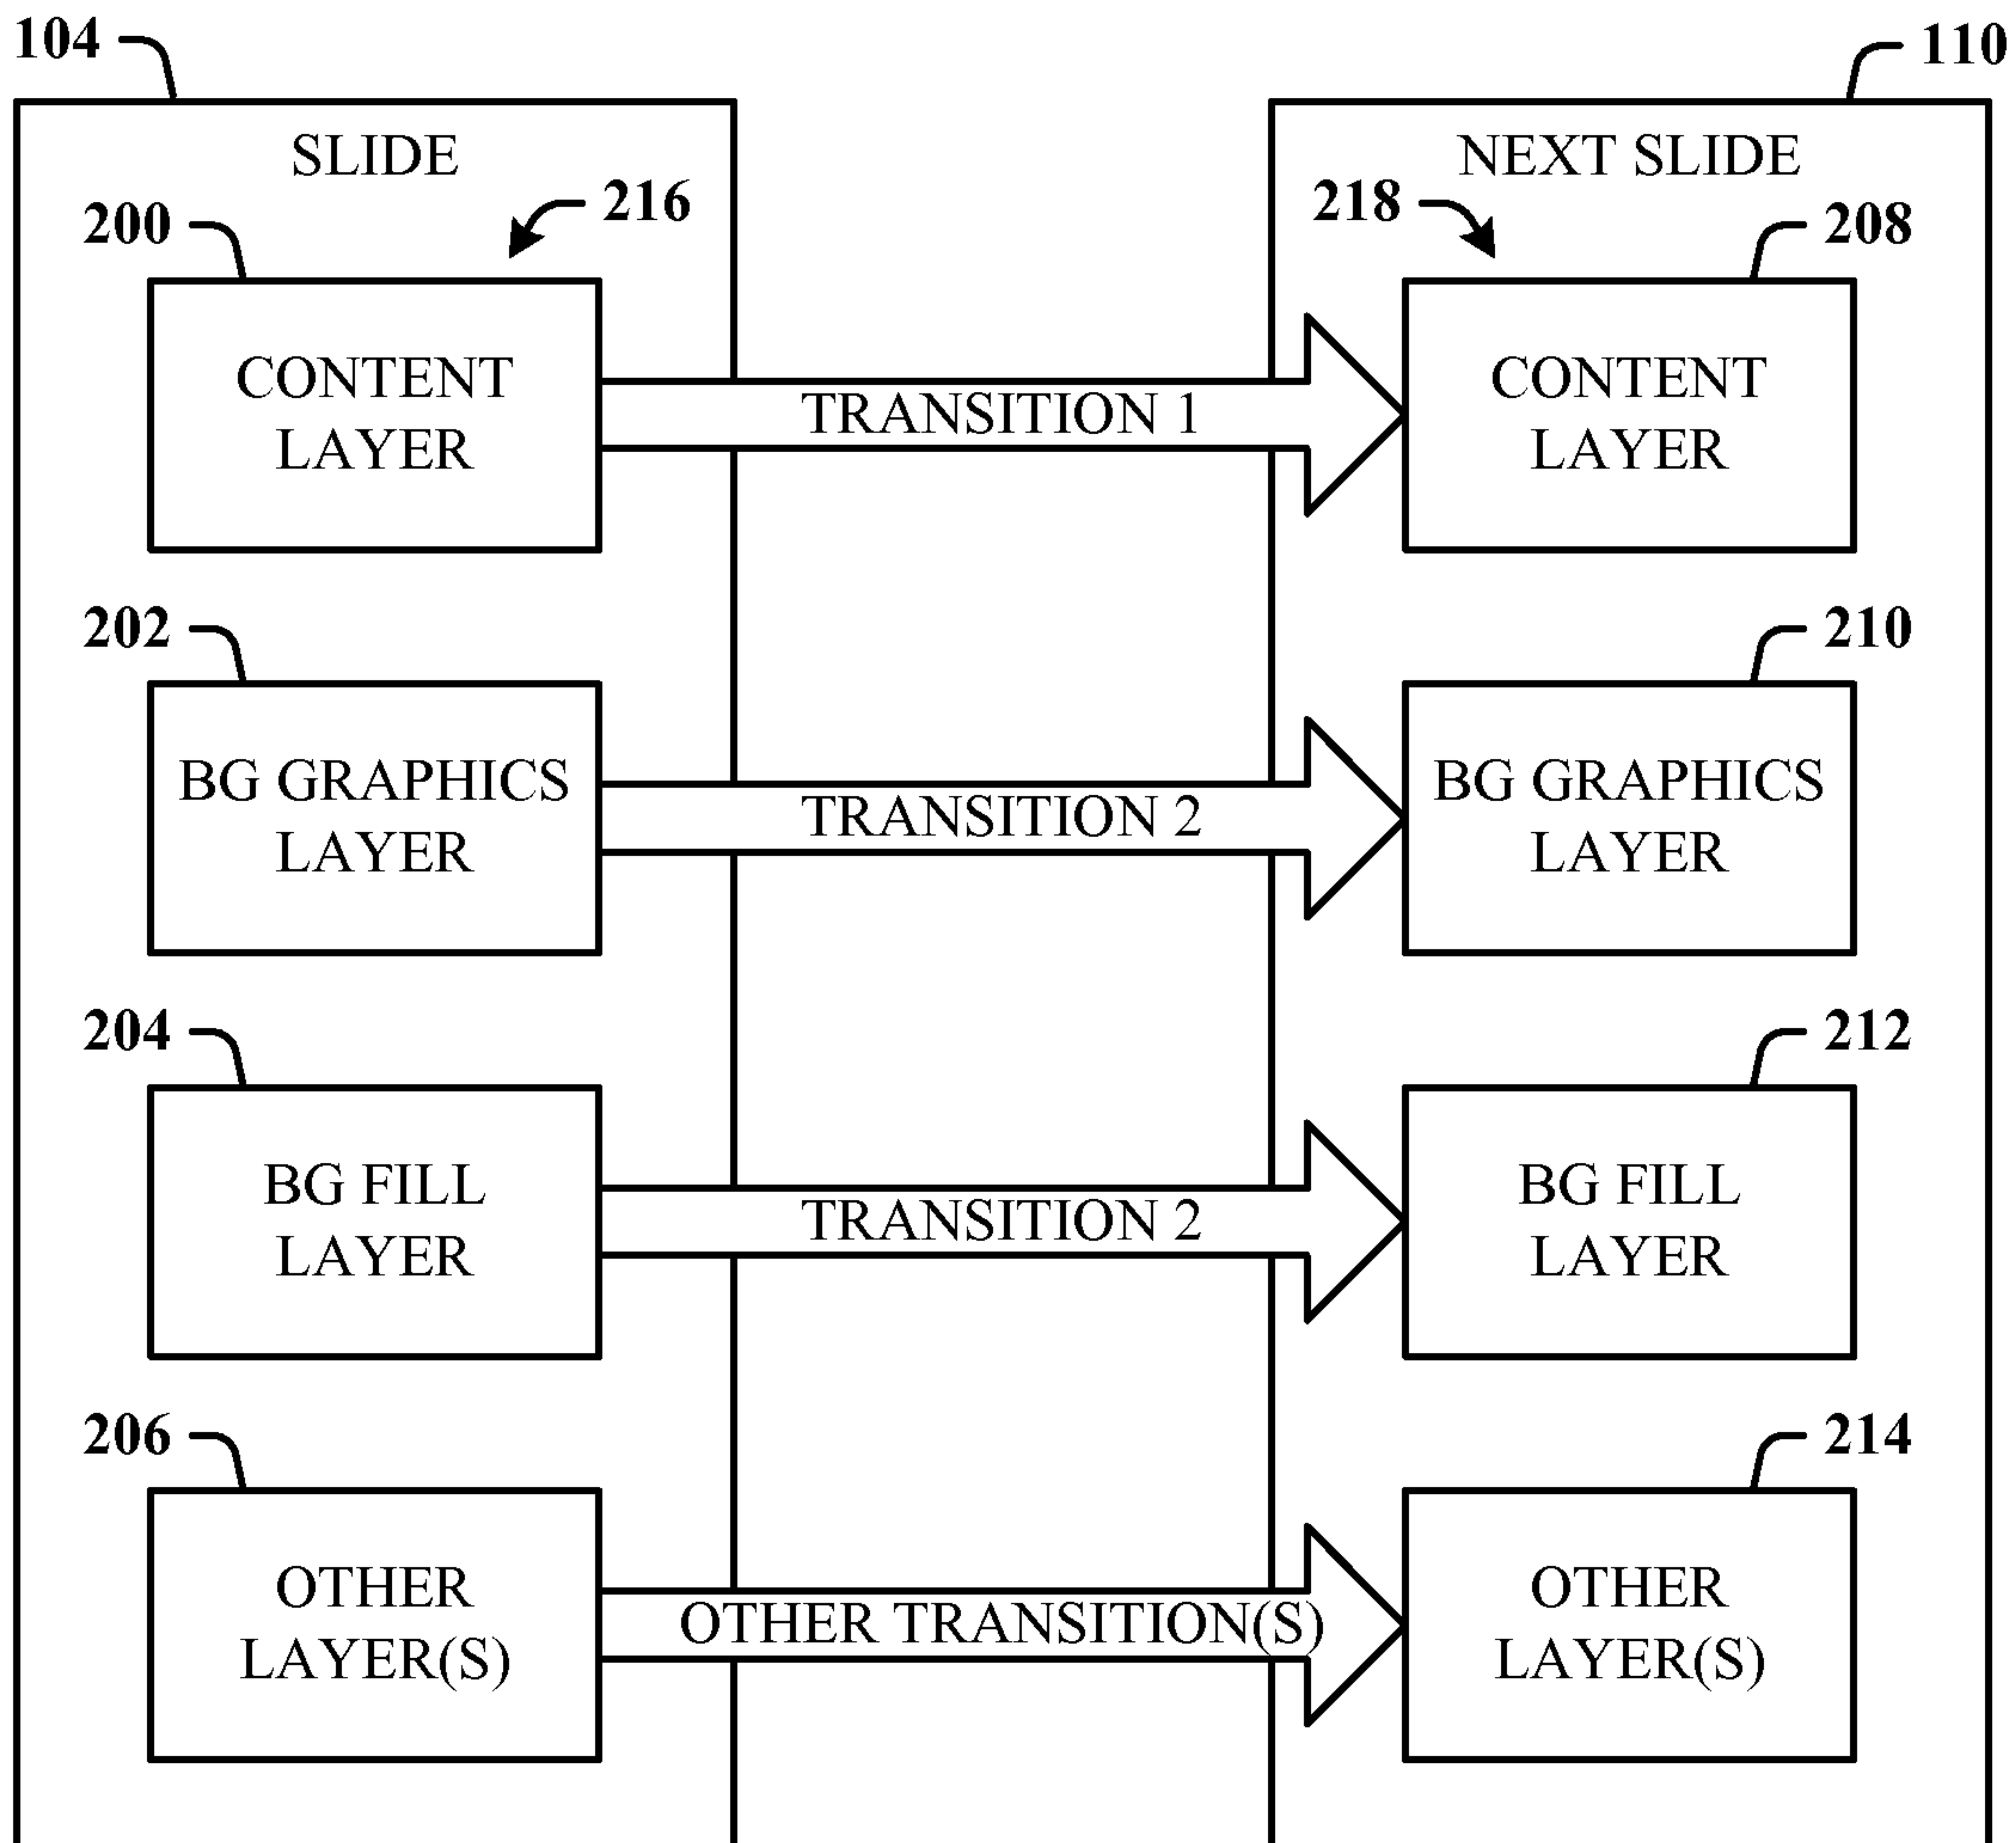 104
110
SLIDE
NEXT SLIDE
200
216
218
208
CONTENT
LAYER
TRANSITION 1
CONTENT
LAYER
202
210
BG GRAPHICS
LAYER
TRANSITION 2
BG GRAPHICS
LAYER
204
212
BG FILL
LAYER
TRANSITION 2
BG FILL
LAYER
206
214
OTHER
LAYER(S)
OTHER TRANSITION(S)
OTHER
LAYER(S)